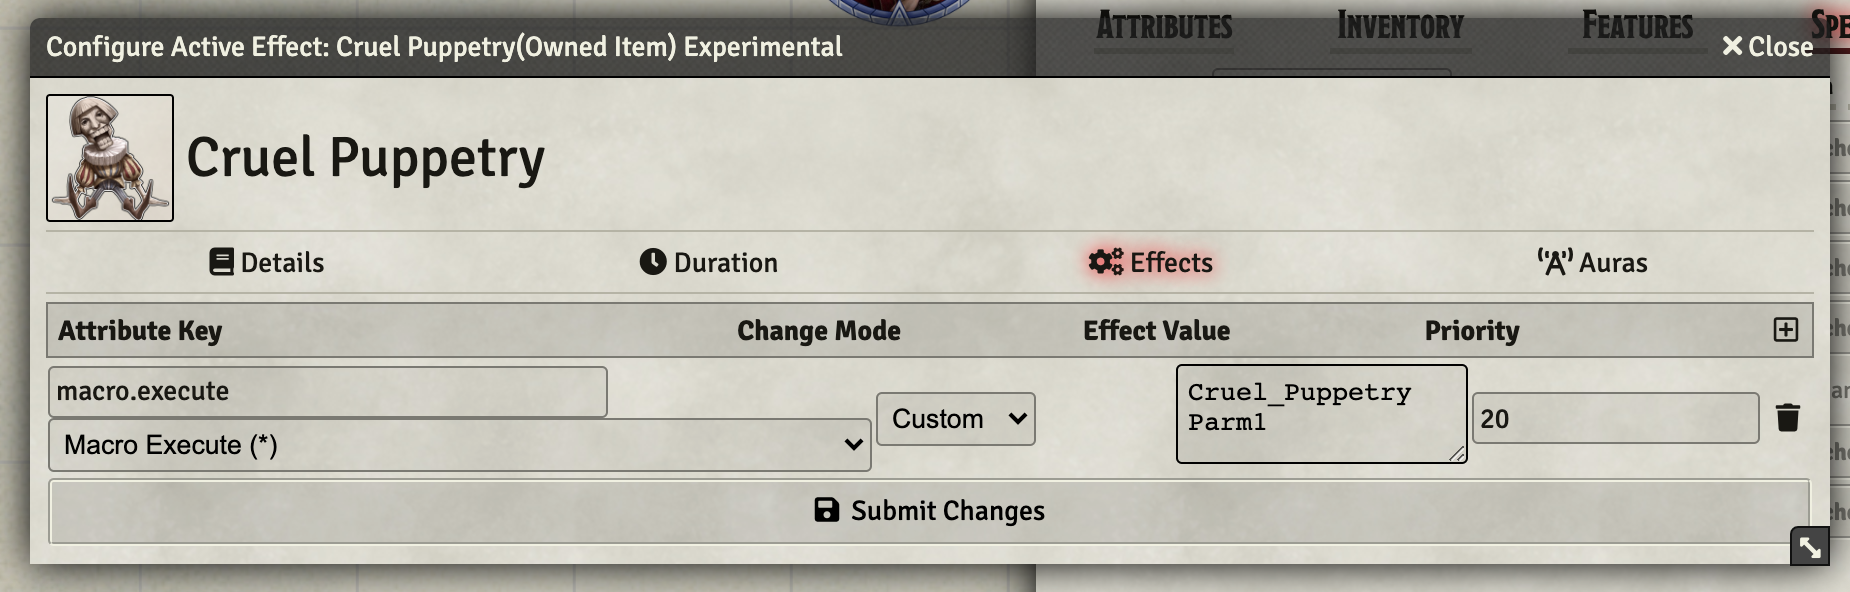 ATTRIBUTES INVENTORY FEATURES
Configure Active Effect: Cruel Puppetry(Owned Item) Experimental Close
Cruel Puppetry
Details Duration Effects Auras
Attribute Key Change Mode Effect Value Priority
macro.execute
Macro Execute (*)
Custom
Cruel_Puppetry
Parm1
20
Submit Changes